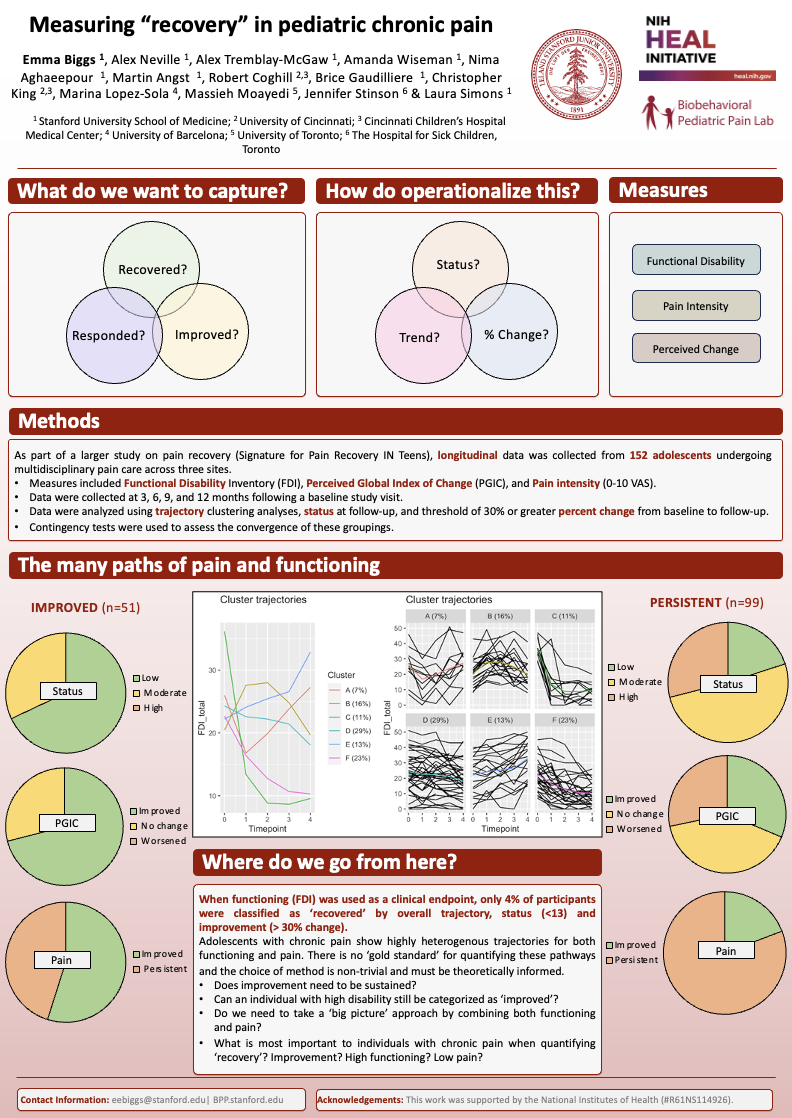 Measuring “recovery” in pediatric chronic pain
Emma Biggs 1, Alex Neville 1, Alex Tremblay-McGaw 1, Amanda Wiseman 1, Nima
Aghaeepour 1, Martin Angst 1, Robert Coghill 2,3, Brice Gaudilliere 1, Christopher
King 2,3, Marina Lopez-Sola 4, Massieh Moayedi 5, Jennifer Stinson 6 & Laura Simons 1
1 Stanford University School of Medicine; 2 University of Cincinnati; 3 Cincinnati Children’s Hospital
Medical Center; 4 University of Barcelona; 5 University of Toronto; 6 The Hospital for Sick Children,
Toronto
LELAND STANFORD JUNIOR UNIVERSITY
1891
NIH
HEAL
INITIATIVE
heal.nih.gov
Biobehavioral
Pediatric Pain Lab
What do we want to capture?
Recovered?
Responded?
Improved?
How do operationalize this?
Status?
Trend?
% Change?
Measures
Functional Disability
Pain Intensity
Perceived Change
Methods
As part of a larger study on pain recovery (Signature for Pain Recovery IN Teens), longitudinal data was collected from 152 adolescents undergoing
multidisciplinary pain care across three sites.
• Measures included Functional Disability Inventory (FDI), Perceived Global Index of Change (PGIC), and Pain intensity (0-10 VAS).
• Data were collected at 3, 6, 9, and 12 months following a baseline study visit.
• Data were analyzed using trajectory clustering analyses, status at follow-up, and threshold of 30% or greater percent change from baseline to follow-up.
• Contingency tests were used to assess the convergence of these groupings.
The many paths of pain and functioning
IMPROVED (n=51)
Status
Low
Moderate
High
PGIC
Improved
No change
Worsened
Pain
Improved
Persistent
Cluster trajectories
FDI_total
30
20
10
0 1 2 3 4
Timepoint
Cluster
A (7%)
B (16%)
C (11%)
D (29%)
E (13%)
F (23%)
Cluster trajectories
FDI_total
A (7%) B (16%) C (11%)
50
40
30
20
10
0
D (29%) E (13%) F (23%)
50
40
30
20
10
0
0 1 2 3 4 0 1 2 3 4 0 1 2 3 4
Timepoint
PERSISTENT (n=99)
Low
Moderate
High
Status
Improved
No change
Worsened
PGIC
Improved
Persistent
Pain
Where do we go from here?
When functioning (FDI) was used as a clinical endpoint, only 4% of participants
were classified as ‘recovered’ by overall trajectory, status (<13) and
improvement (> 30% change).
Adolescents with chronic pain show highly heterogenous trajectories for both
functioning and pain. There is no ‘gold standard’ for quantifying these pathways
and the choice of method is non-trivial and must be theoretically informed.
• Does improvement need to be sustained?
• Can an individual with high disability still be categorized as ‘improved’?
• Do we need to take a ‘big picture’ approach by combining both functioning
and pain?
• What is most important to individuals with chronic pain when quantifying
‘recovery’? Improvement? High functioning? Low pain?
Contact Information: eebiggs@stanford.edu| BPP.stanford.edu
Acknowledgements: This work was supported by the National Institutes of Health (#R61NS114926).